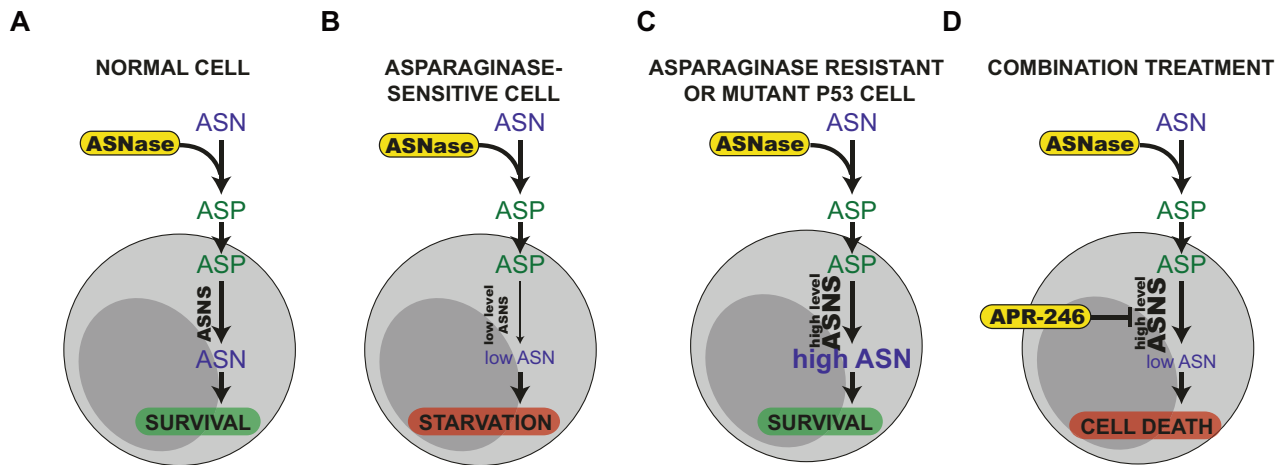 A
NORMAL CELL
ASN
ASNase
ASP
ASP
ASNS
ASN
SURVIVAL
B
ASPARAGINASE-
SENSITIVE CELL
ASN
ASNase
ASP
ASP
low level
ASNS
low ASN
STARVATION
C
ASPARAGINASE RESISTANT
OR MUTANT P53 CELL
ASN
ASNase
ASP
ASP
high level
ASNS
high ASN
SURVIVAL
D
COMBINATION TREATMENT
ASN
ASNase
ASP
ASP
APR-246
high level
ASNS
low ASN
CELL DEATH